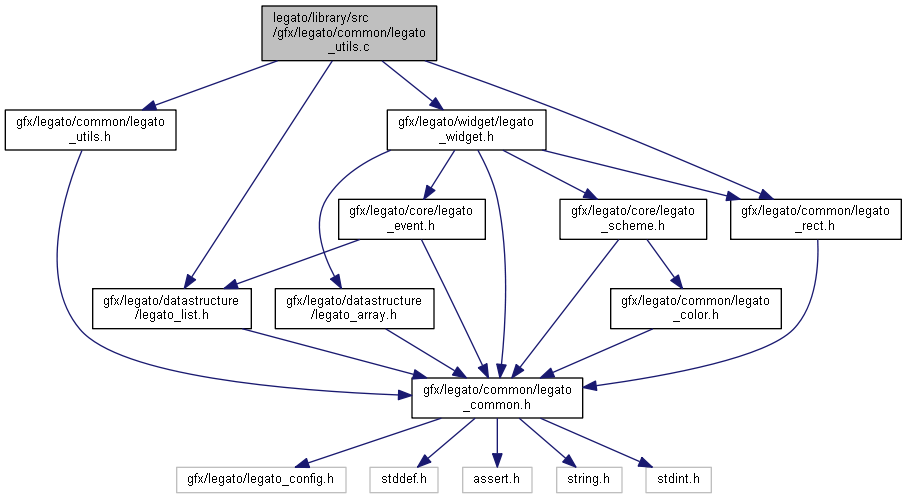 legato/library/src
/gfx/legato/common/legato
_utils.c
gfx/legato/common/legato
_utils.h
gfx/legato/widget/legato
_widget.h
gfx/legato/core/legato
_event.h
gfx/legato/core/legato
_scheme.h
gfx/legato/common/legato
_rect.h
gfx/legato/datastructure
/legato_list.h
gfx/legato/datastructure
/legato_array.h
gfx/legato/common/legato
_color.h
gfx/legato/common/legato
_common.h
gfx/legato/legato_config.h
stddef.h
assert.h
string.h
stdint.h